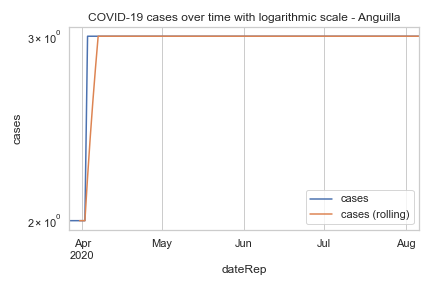 COVID-19 cases over time with logarithmic scale - Anguilla
3 × 10⁰
2 × 10⁰
cases
Apr
2020
May
Jun
Jul
Aug
dateRep
cases
cases (rolling)